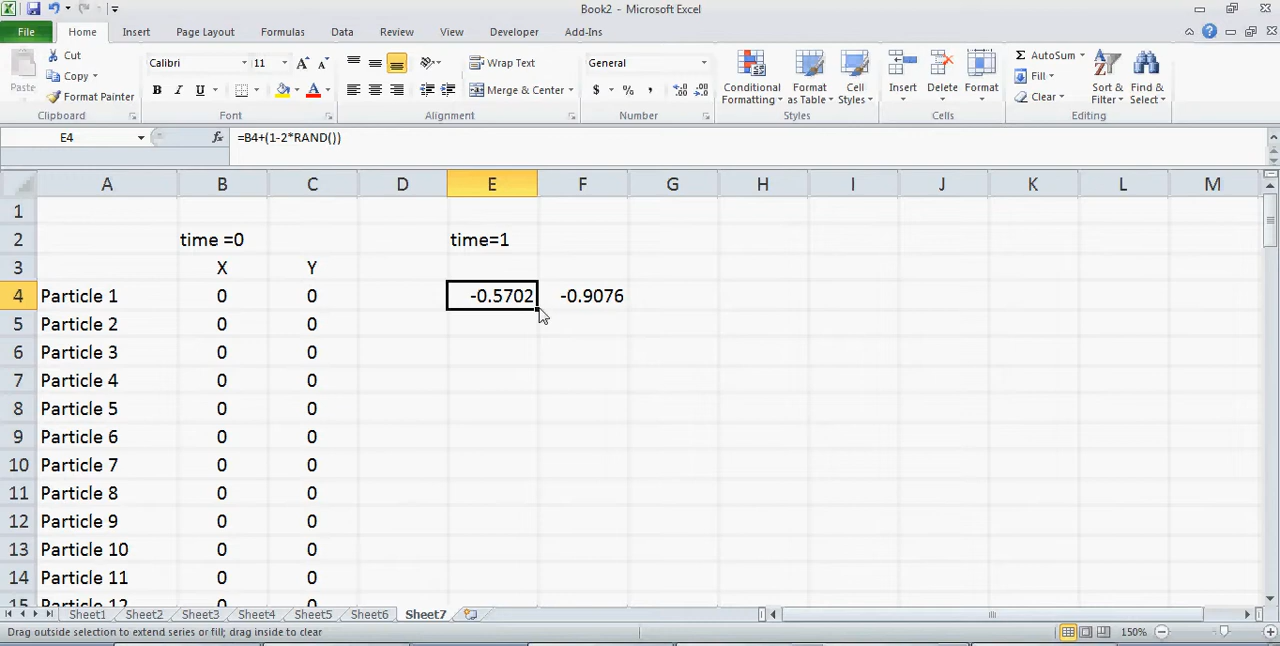 Book2 - Microsoft Excel
File Home Insert Page Layout Formulas Data Review View Developer Add-Ins
Paste
Cut
Copy
Format Painter
Clipboard
Calibri 11
B I U
Font
Wrap Text
Merge & Center
Alignment
General
$ % ,
Number
Conditional Formatting
Format as Table
Cell Styles
Styles
Insert Delete Format
Cells
Σ AutoSum
Fill
Clear
Sort & Filter
Find & Select
Editing
E4 fx =B4+(1-2*RAND())
A B C D E F G H I J K L M
1
2 time =0 time=1
3 X Y
4 Particle 1 0 0 -0.5702 -0.9076
5 Particle 2 0 0
6 Particle 3 0 0
7 Particle 4 0 0
8 Particle 5 0 0
9 Particle 6 0 0
10 Particle 7 0 0
11 Particle 8 0 0
12 Particle 9 0 0
13 Particle 10 0 0
14 Particle 11 0 0
15 Particle 12 0 0
Sheet1 Sheet2 Sheet3 Sheet4 Sheet5 Sheet6 Sheet7
Drag outside selection to extend series or fill; drag inside to clear 150%